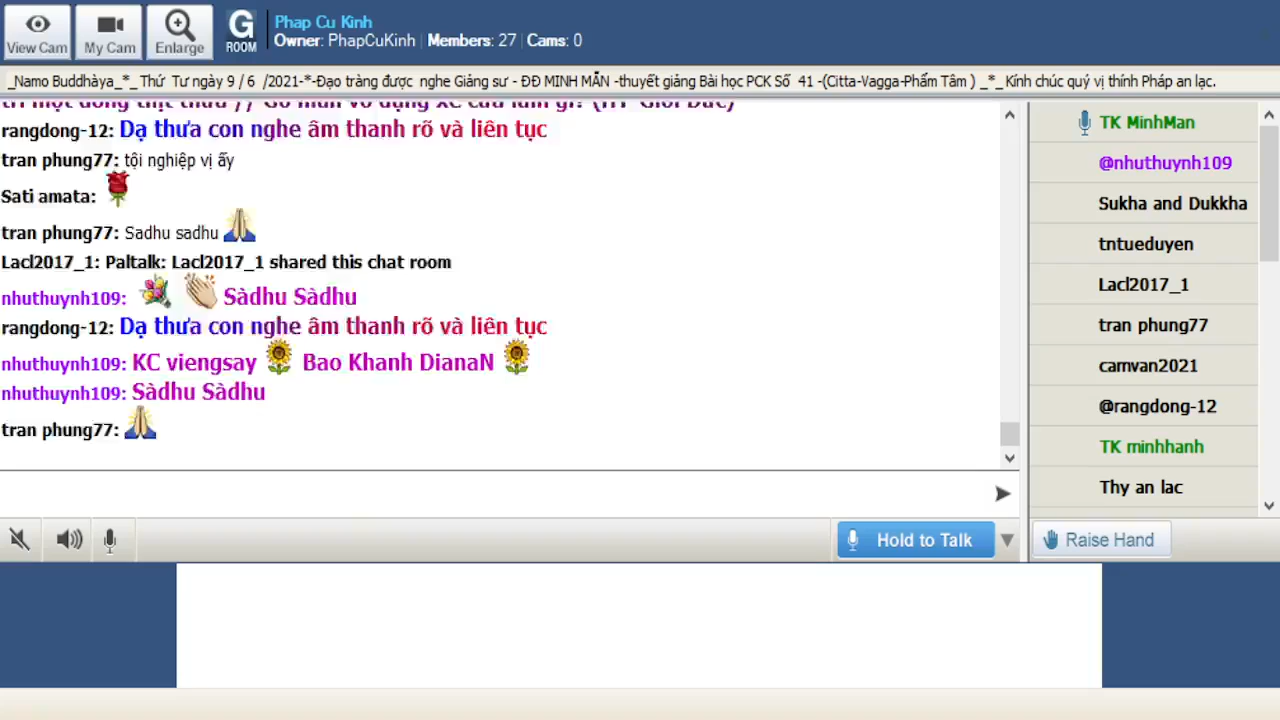 View Cam
My Cam
Enlarge
G
ROOM
Phap Cu Kinh
Owner: PhapCuKinh | Members: 27 | Cams: 0
_Namo Buddhàya_*_Thứ Tư ngày 9 / 6 /2021-*-Đạo tràng được nghe Giảng sư - ĐĐ MINH MẪN -thuyết giảng Bài học PCK Số 41 -(Citta-Vagga-Phẩm Tâm ) _*_Kính chúc quý vị thính Pháp an lạc.
rangdong-12: Dạ thưa con nghe âm thanh rõ và liên tục
tran phung77: tội nghiệp vị ấy
Sati amata:
tran phung77: Sadhu sadhu
Lacl2017_1: Paltalk: Lacl2017_1 shared this chat room
nhuthuynh109: Sàdhu Sàdhu
rangdong-12: Dạ thưa con nghe âm thanh rõ và liên tục
nhuthuynh109: KC viengsay Bao Khanh DianaN
nhuthuynh109: Sàdhu Sàdhu
tran phung77:
TK MinhMan
@nhuthuynh109
Sukha and Dukkha
tntueduyen
Lacl2017_1
tran phung77
camvan2021
@rangdong-12
TK minhhanh
Thy an lac
Hold to Talk
Raise Hand